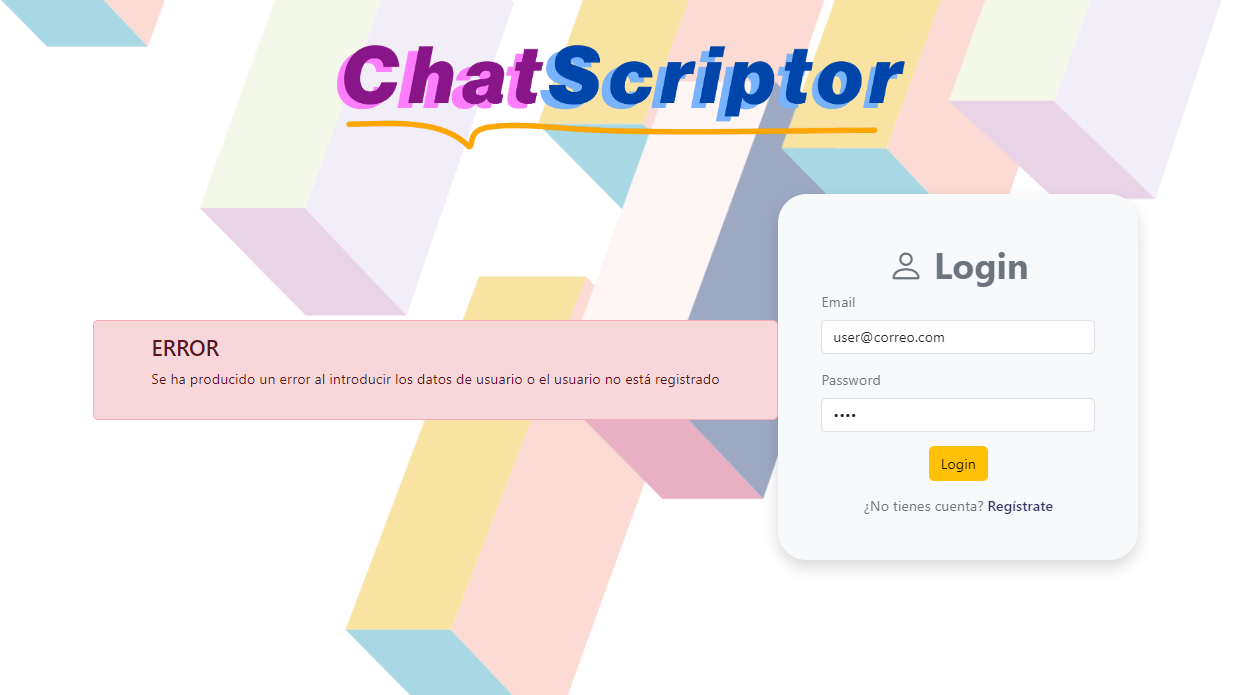 ChatScriptor
ERROR
Se ha producido un error al introducir los datos de usuario o el usuario no está registrado
Login
Email
user@correo.com
Password
••••
Login
¿No tienes cuenta? Regístrate